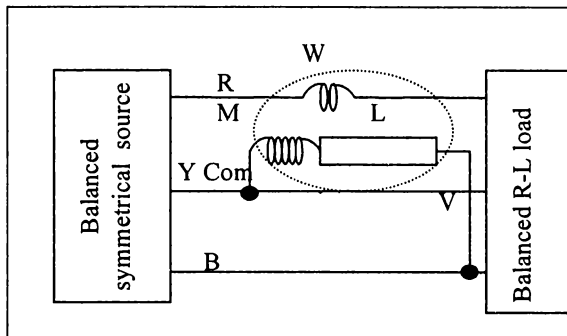 W
R
M
L
Y Com
V
B
Balanced
symmetrical source
Balanced R-L load